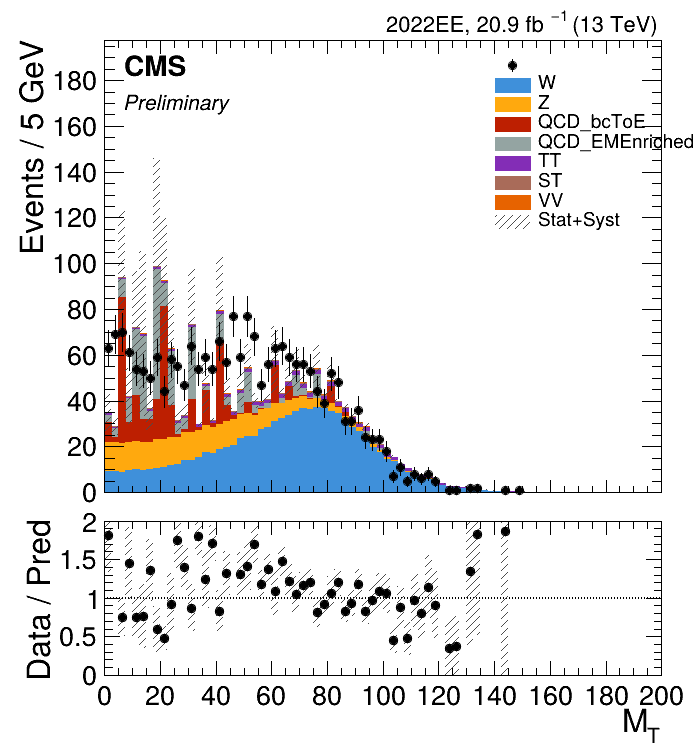 2022EE, 20.9 fb ⁻¹ (13 TeV)
CMS
Preliminary
Events / 5 GeV
180
160
140
120
100
80
60
40
20
0
W
Z
QCD_bcToE
QCD_EMEnriched
TT
ST
VV
Stat+Syst
Data / Pred
2
1.5
1
0.5
0
0 20 40 60 80 100 120 140 160 180 200
M_T